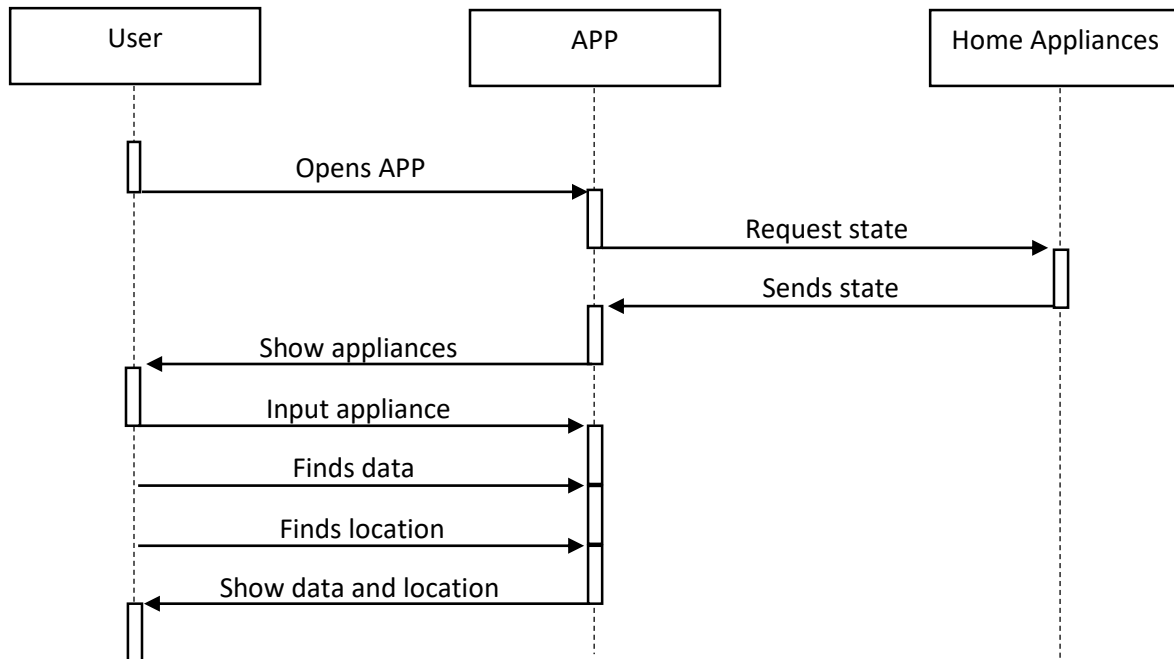 User
APP
Home Appliances
Opens APP
Request state
Sends state
Show appliances
Input appliance
Finds data
Finds location
Show data and location